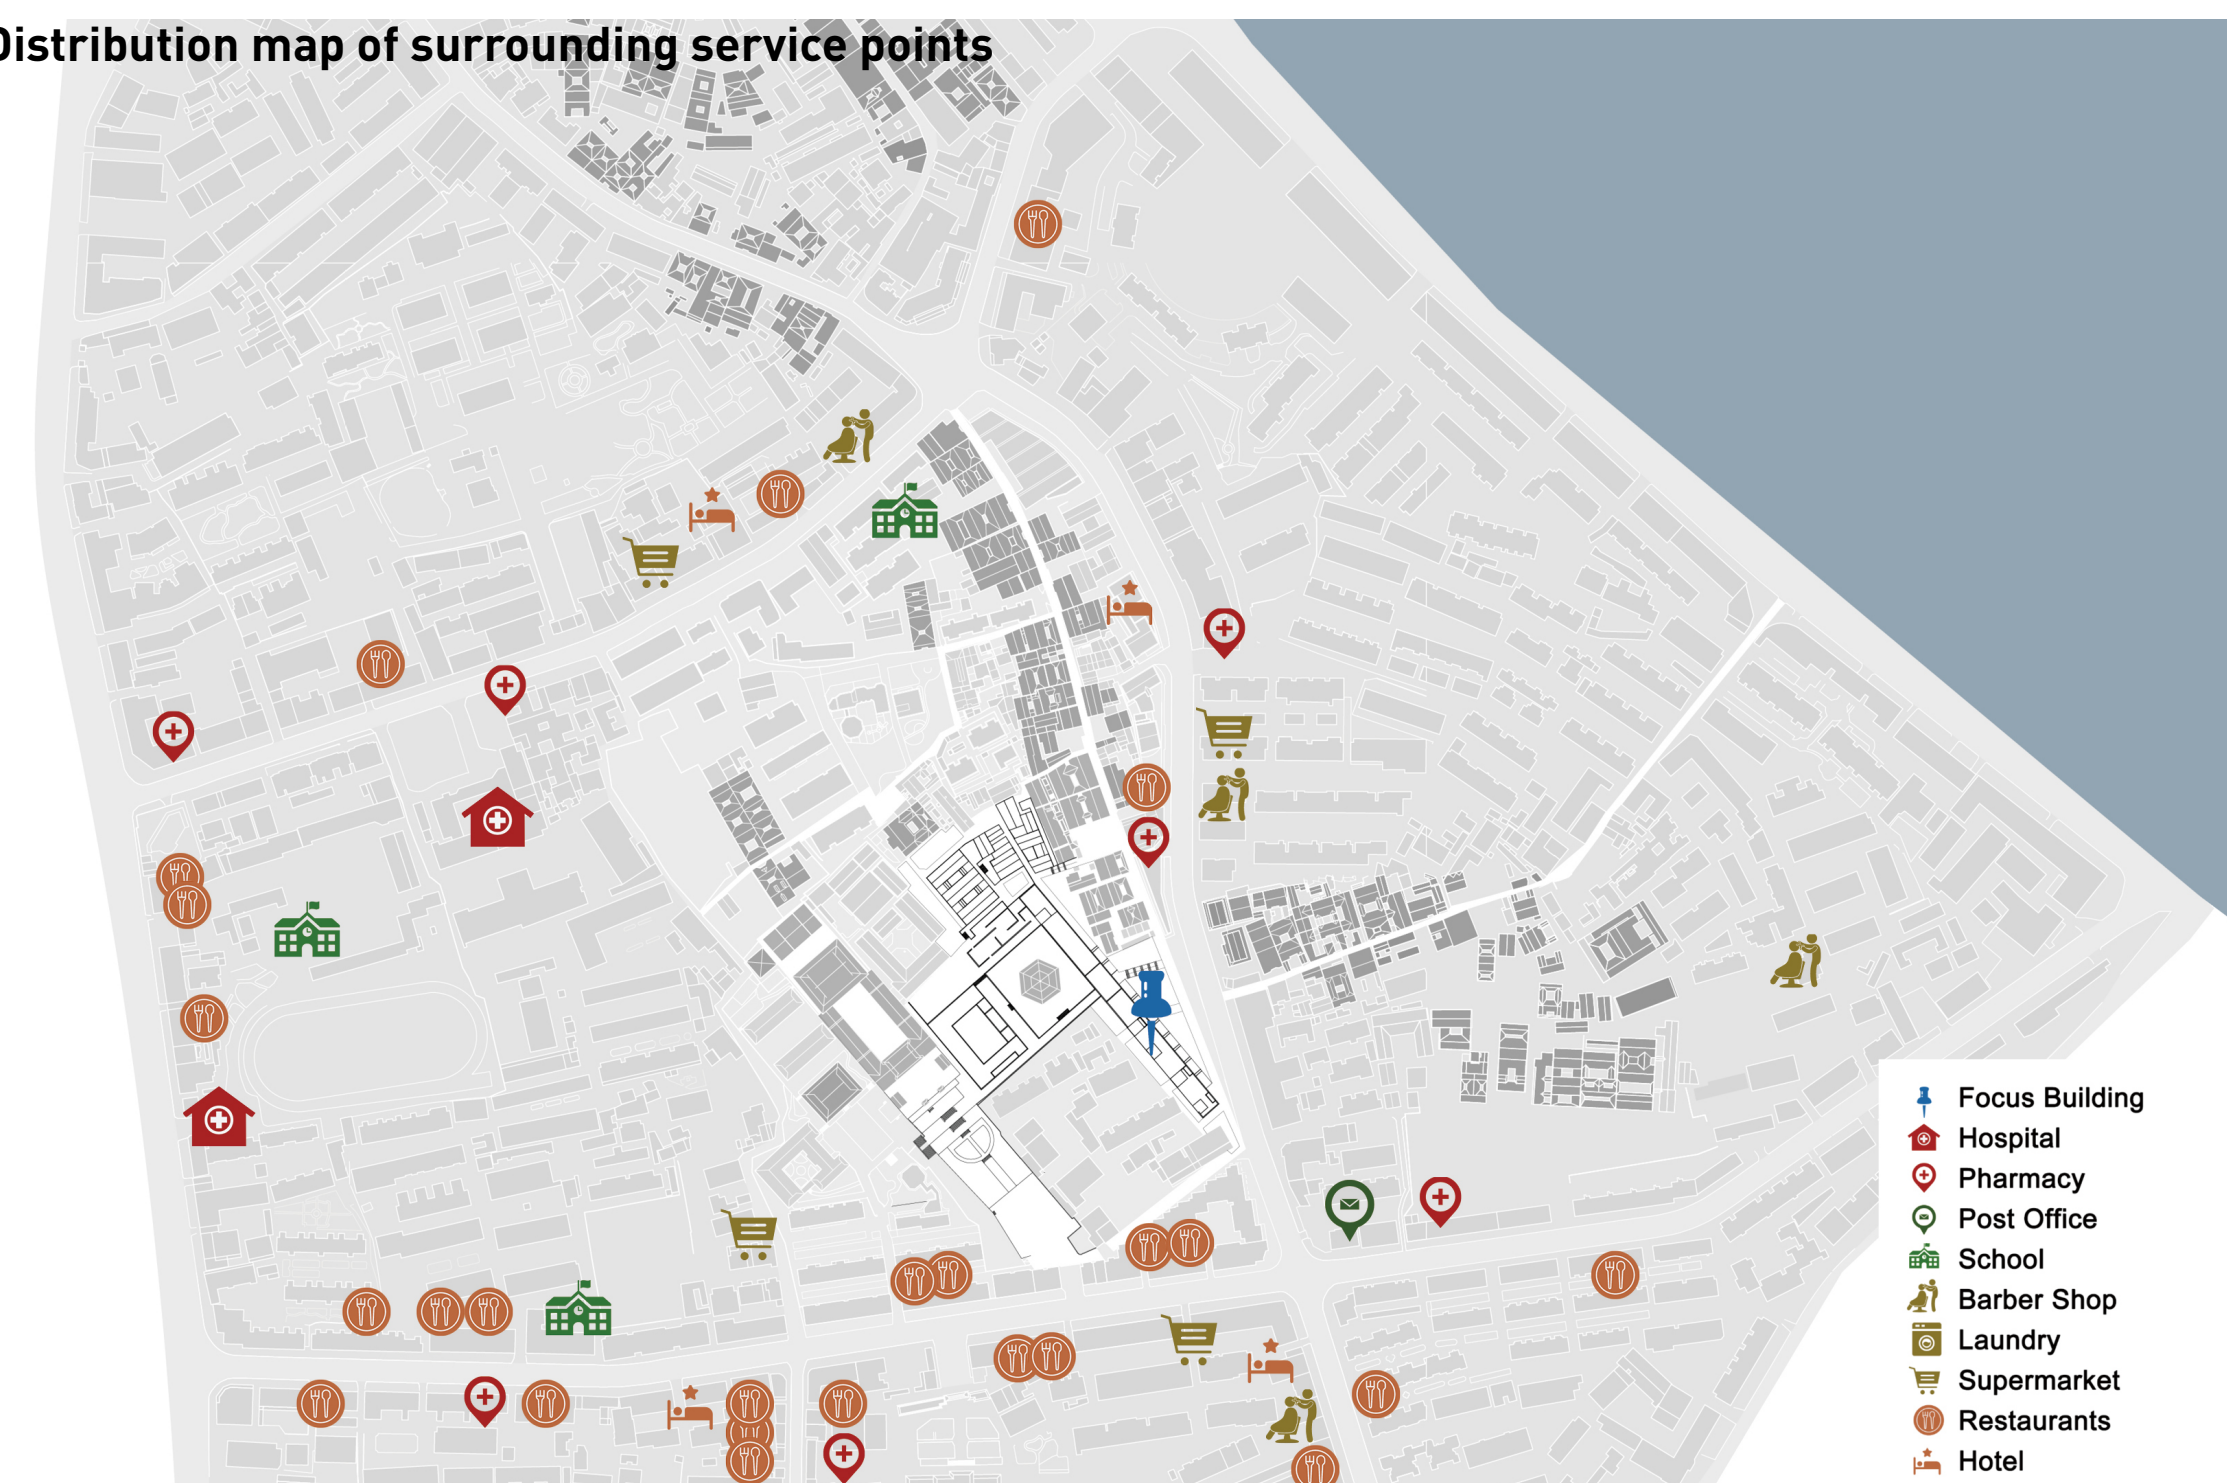 Distribution map of surrounding service points
Focus Building
Hospital
Pharmacy
Post Office
School
Barber Shop
Laundry
Supermarket
Restaurants
Hotel